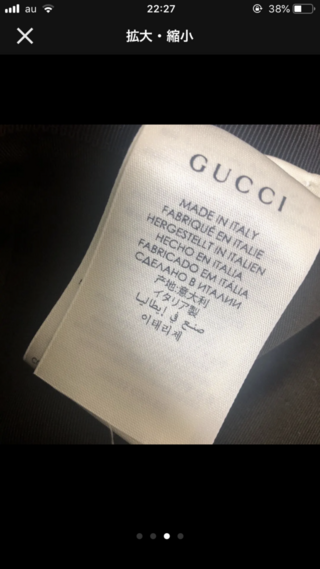 au
22:27
38%
拡大・縮小
GUCCI
MADE IN ITALY
FABRIQUÉ EN ITALIE
HERGESTELLT IN ITALIEN
HECHO EN ITALIA
FABRICADO EM ITÁLIA
СДЕЛАНО В ИТАЛИИ
产地:意大利
イタリア製
صنع في إيطاليا
이태리제